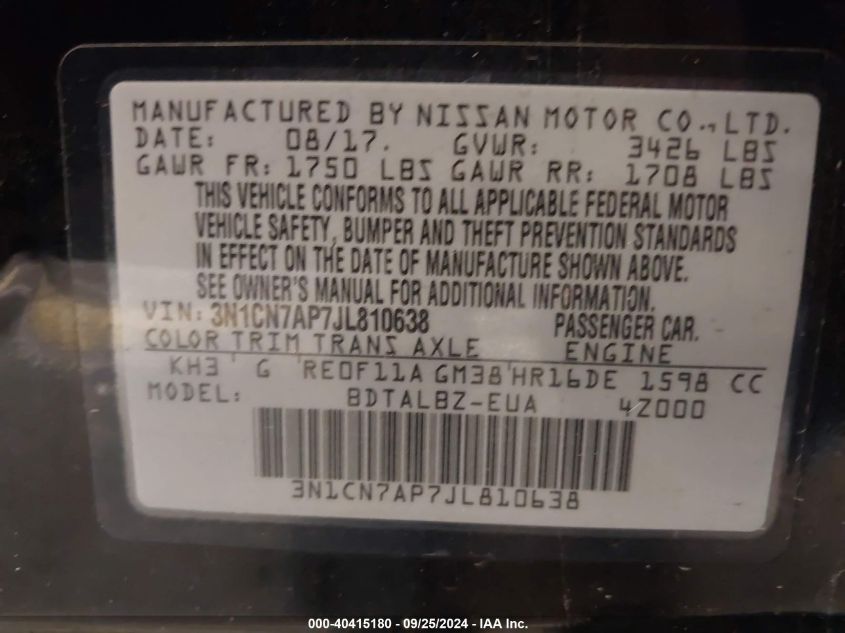 MANUFACTURED BY NISSAN MOTOR CO., LTD.
DATE: 08/17. GVWR: 3426 LBS
GAWR FR: 1750 LBS GAWR RR: 1708 LBS
THIS VEHICLE CONFORMS TO ALL APPLICABLE FEDERAL MOTOR
VEHICLE SAFETY, BUMPER AND THEFT PREVENTION STANDARDS
IN EFFECT ON THE DATE OF MANUFACTURE SHOWN ABOVE.
SEE OWNER'S MANUAL FOR ADDITIONAL INFORMATION.
VIN: 3N1CN7AP7JL810638 PASSENGER CAR.
COLOR TRIM TRANS AXLE ENGINE
KH3 G RE0F11A GM38 HR16DE 1598 CC
MODEL: BDTALBZ-EUA 4Z000
3N1CN7AP7JL810638
000-40415180 - 09/25/2024 - IAA Inc.